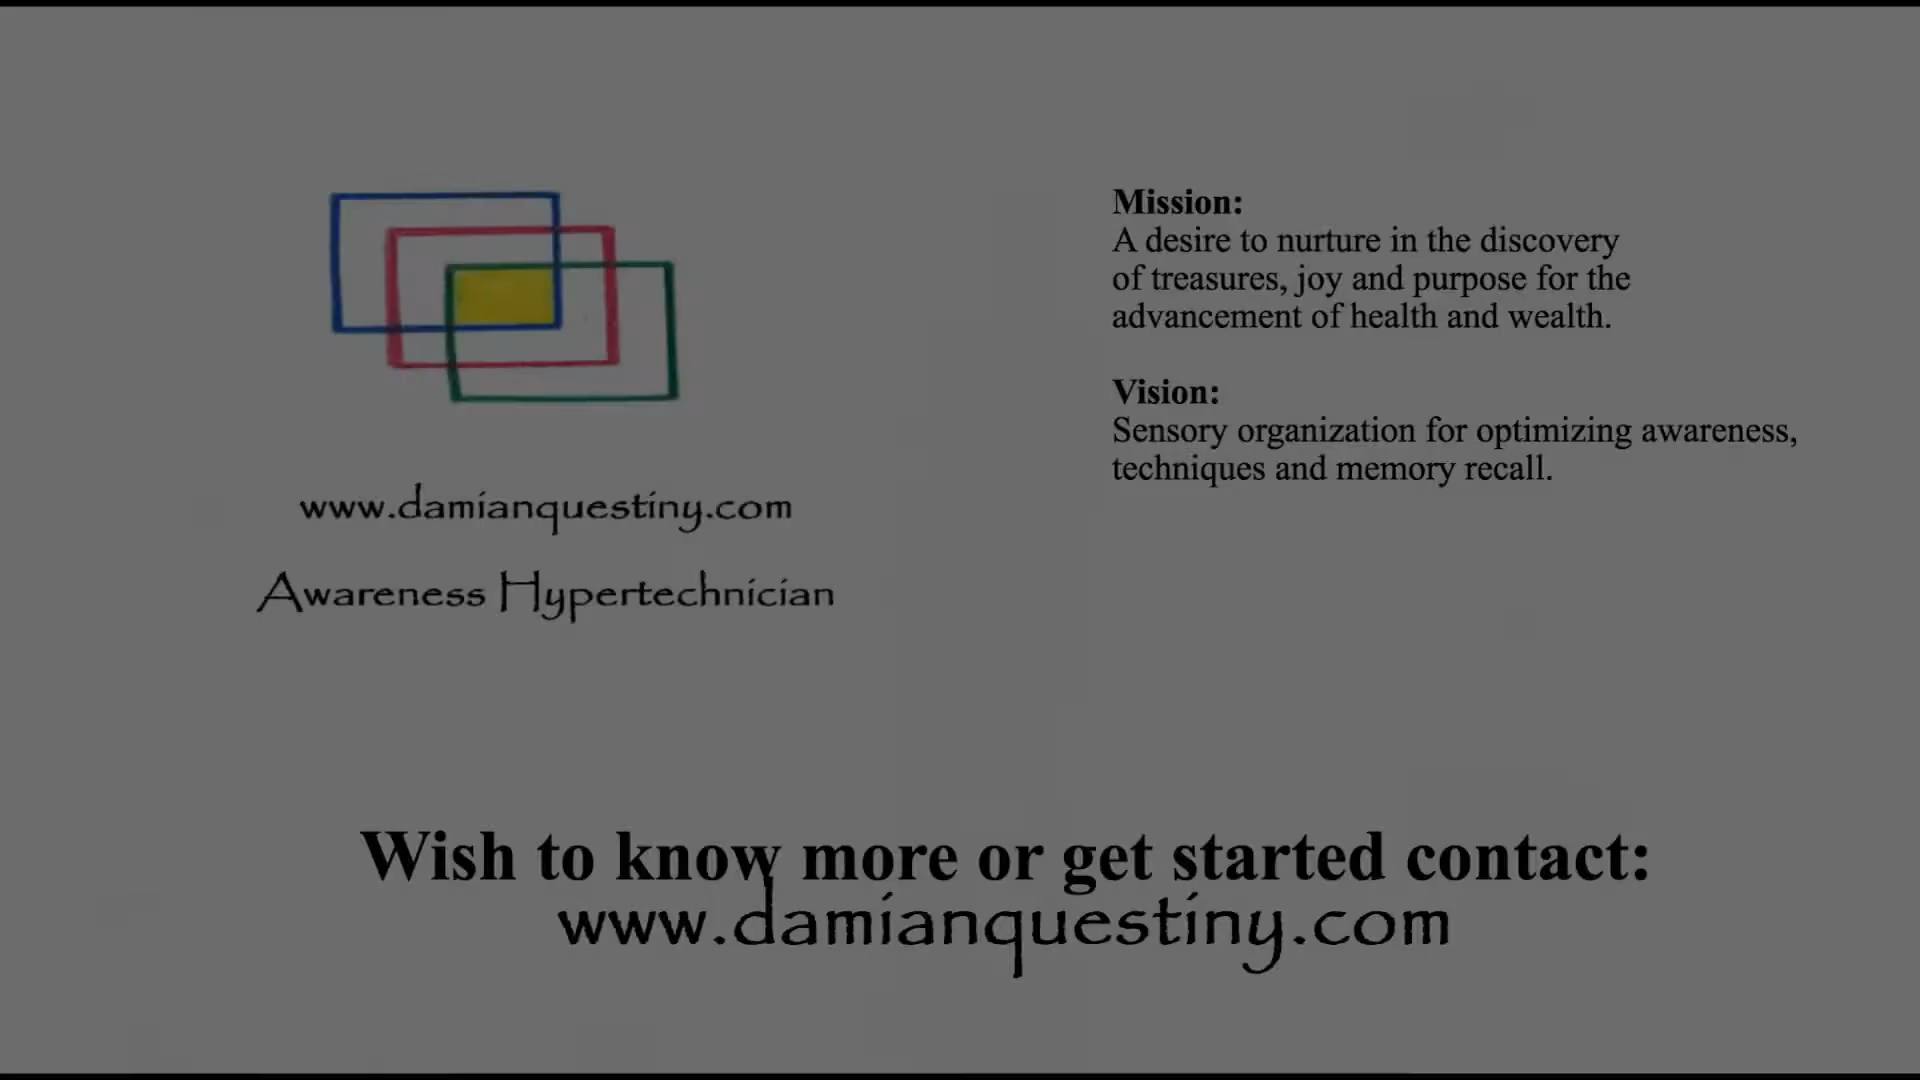 www.damianquestiny.com
Awareness Hypertechnician
Mission:
A desire to nurture in the discovery
of treasures, joy and purpose for the
advancement of health and wealth.
Vision:
Sensory organization for optimizing awareness,
techniques and memory recall.
Wish to know more or get started contact:
www.damianquestiny.com